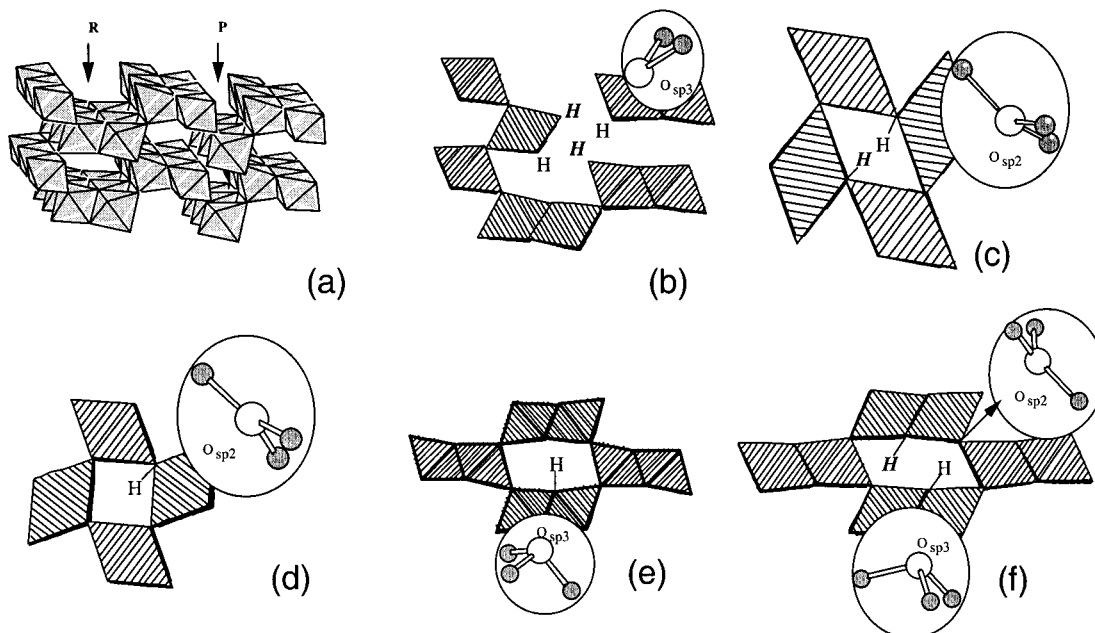 R P
(a)
O sp3
H
H
H
H
(b)
O sp2
H
H
(c)
O sp2
H
(d)
H
O sp3
(e)
O sp2
H
H
O sp3
(f)